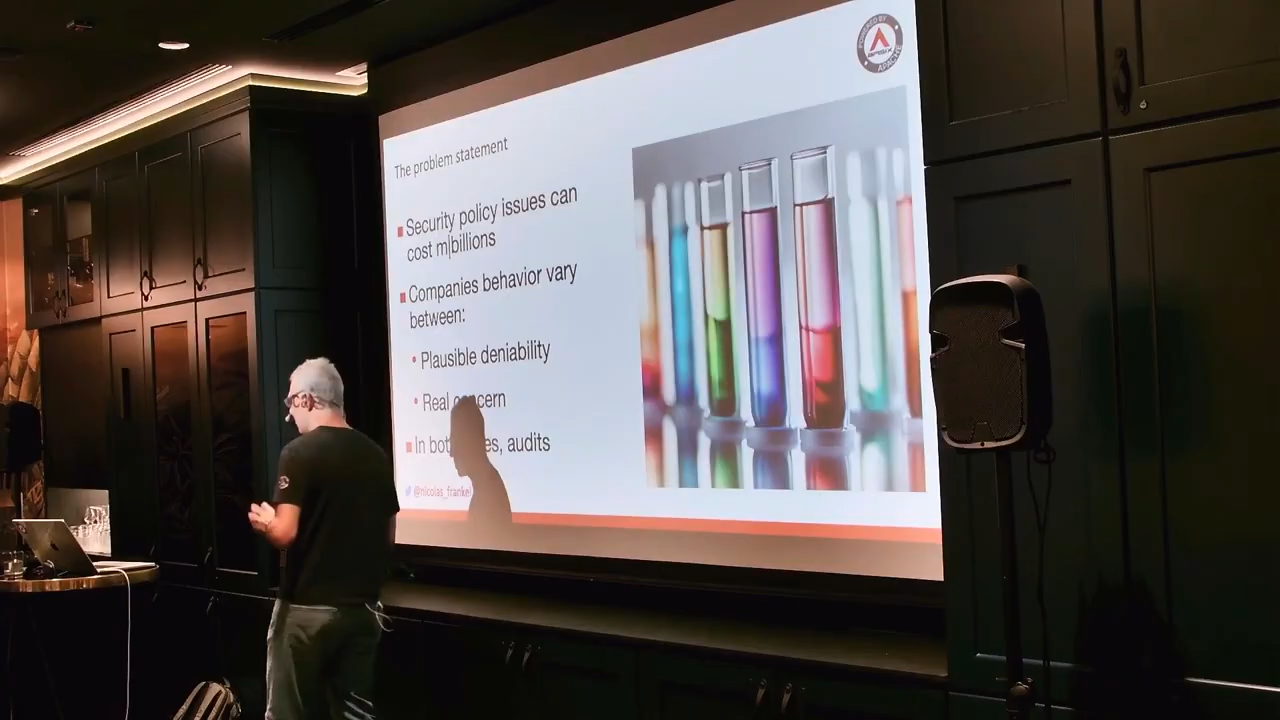 POWERED BY
APISIX
APACHE
The problem statement
Security policy issues can
cost m|billions
Companies behavior vary
between:
Plausible deniability
Real
In audits
@nicolas_frankel